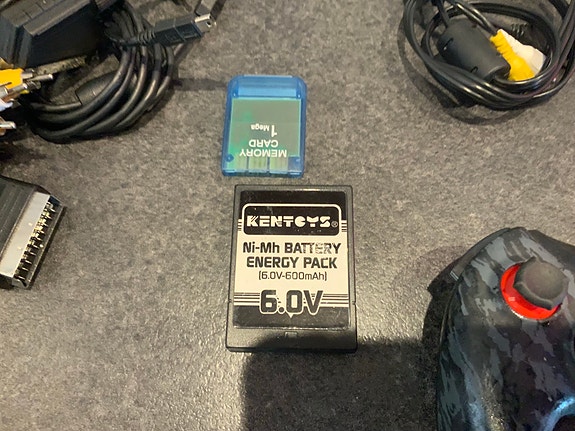 MEMORY
CARD
1 Mega
KENTOYS®
Ni-Mh BATTERY
ENERGY PACK
(6.0V-600mAh)
6.0V